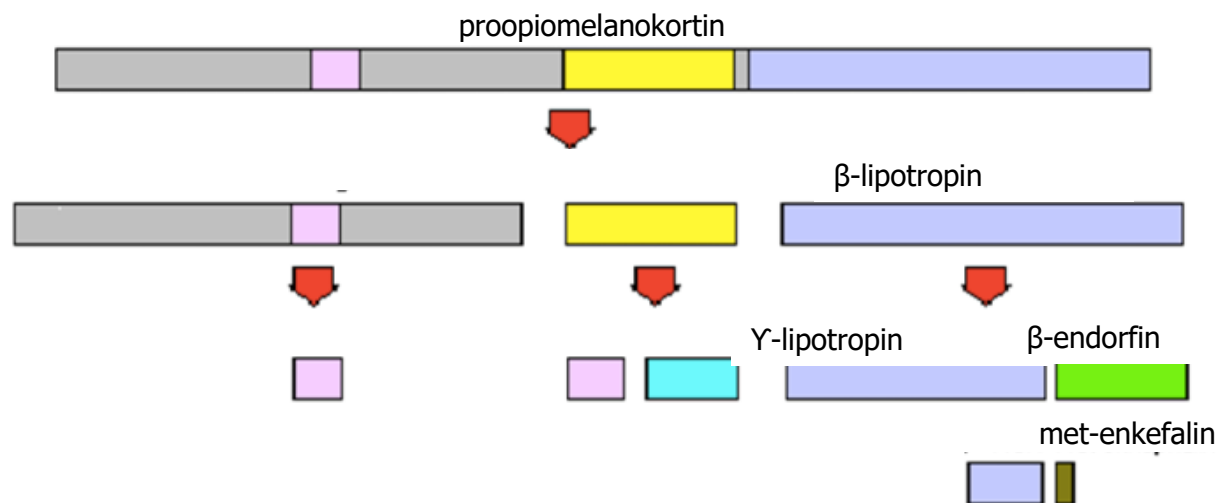 proopiomelanokortin
β-lipotropin
ϒ-lipotropin
β-endorfin
met-enkefalin